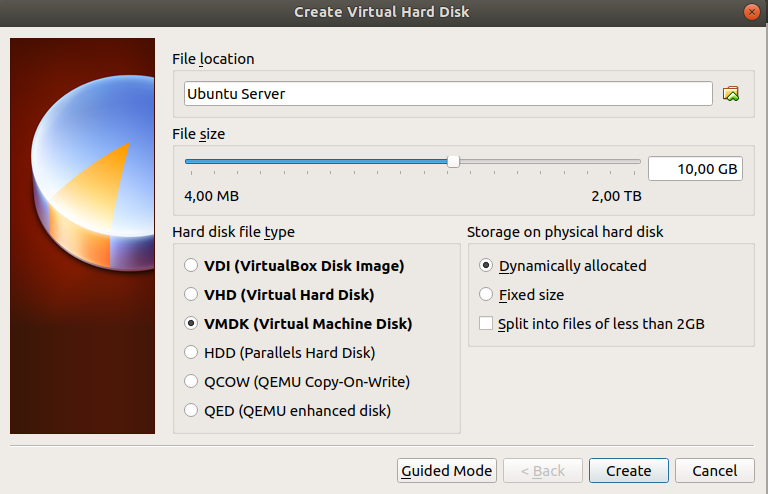 Create Virtual Hard Disk
File location
Ubuntu Server
File size
10,00 GB
4,00 MB 2,00 TB
Hard disk file type
VDI (VirtualBox Disk Image)
VHD (Virtual Hard Disk)
VMDK (Virtual Machine Disk)
HDD (Parallels Hard Disk)
QCOW (QEMU Copy-On-Write)
QED (QEMU enhanced disk)
Storage on physical hard disk
Dynamically allocated
Fixed size
Split into files of less than 2GB
Guided Mode < Back Create Cancel